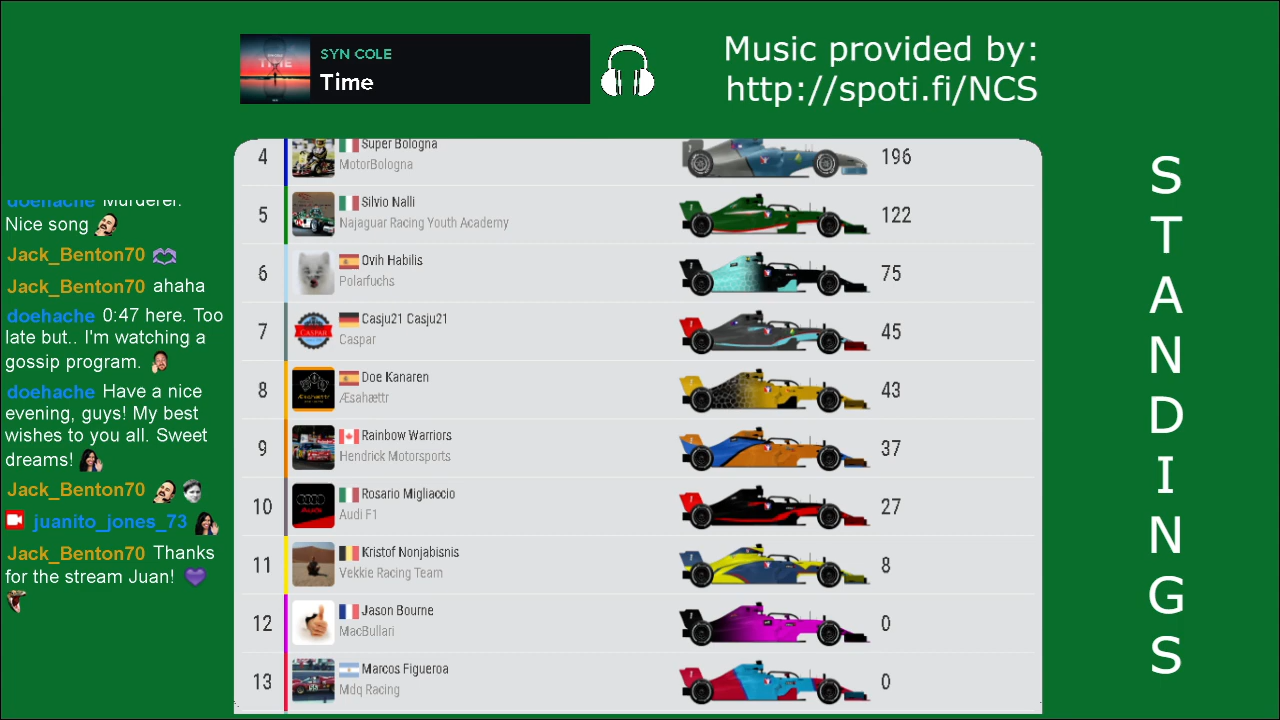 SYN COLE
Time
Music provided by:
http://spoti.fi/NCS
doehache Murderer.
Nice song
Jack_Benton70
Jack_Benton70 ahaha
doehache 0:47 here. Too
late but.. I'm watching a
gossip program.
doehache Have a nice
evening, guys! My best
wishes to you all. Sweet
dreams!
Jack_Benton70
juanito_jones_73
Jack_Benton70 Thanks
for the stream Juan!
4 Super Bologna 196
MotorBologna
5 Silvio Nalli 122
Najaguar Racing Youth Academy
6 Ovih Habilis 75
Polarfuchs
7 Casju21 Casju21 45
Caspar
8 Doe Kanaren 43
Æsahættr
9 Rainbow Warriors 37
Hendrick Motorsports
10 Rosario Migliaccio 27
Audi F1
11 Kristof Nonjabisnis 8
Vekkie Racing Team
12 Jason Bourne 0
MacBullari
13 Marcos Figueroa 0
Mdq Racing
STANDINGS